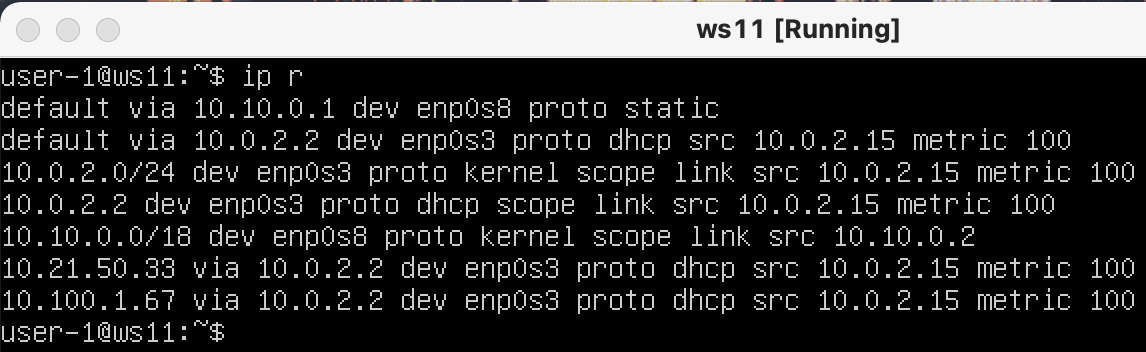 ws11 [Running]
user-1@ws11:~$ ip r
default via 10.10.0.1 dev enp0s8 proto static
default via 10.0.2.2 dev enp0s3 proto dhcp src 10.0.2.15 metric 100
10.0.2.0/24 dev enp0s3 proto kernel scope link src 10.0.2.15 metric 100
10.0.2.2 dev enp0s3 proto dhcp scope link src 10.0.2.15 metric 100
10.10.0.0/18 dev enp0s8 proto kernel scope link src 10.10.0.2
10.21.50.33 via 10.0.2.2 dev enp0s3 proto dhcp src 10.0.2.15 metric 100
10.100.1.67 via 10.0.2.2 dev enp0s3 proto dhcp src 10.0.2.15 metric 100
user-1@ws11:~$